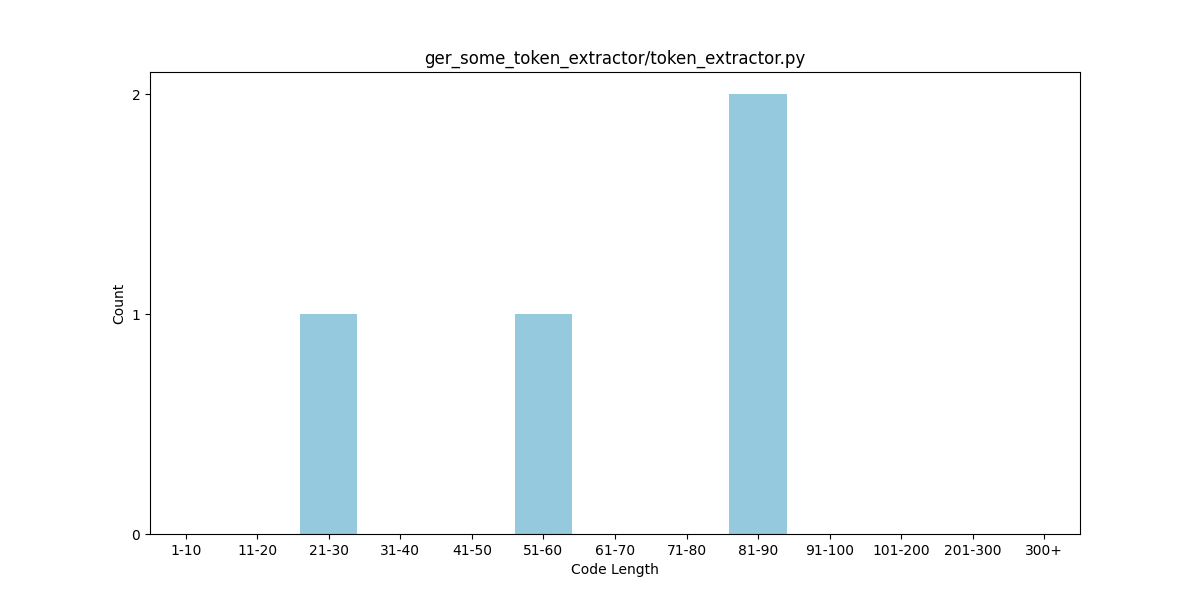 ger_some_token_extractor/token_extractor.py
Count
2
1
0
1-10 11-20 21-30 31-40 41-50 51-60 61-70 71-80 81-90 91-100 101-200 201-300 300+
Code Length